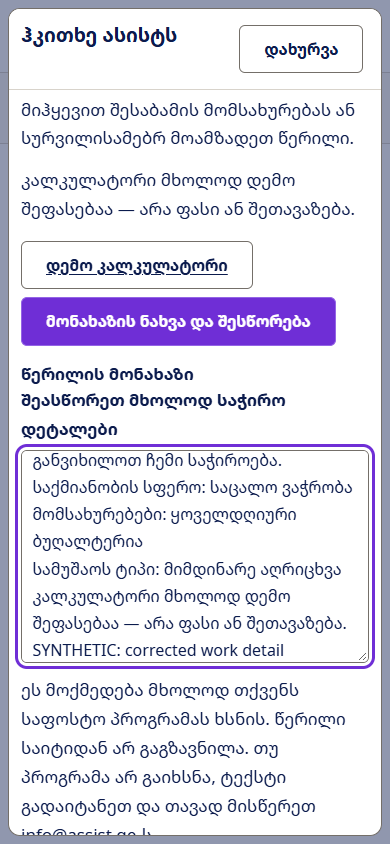 ჰკითხე ასისტს
დახურვა
მიჰყევით შესაბამის მომსახურებას ან
სურვილისამებრ მოამზადეთ წერილი.
კალკულატორი მხოლოდ დემო
შეფასებაა — არა ფასი ან შეთავაზება.
დემო კალკულატორი
მონახაზის ნახვა და შესწორება
წერილის მონახაზი
შეასწორეთ მხოლოდ საჭირო
დეტალები
განვიხილოთ ჩემი საჭიროება.
საქმიანობის სფერო: საცალო ვაჭრობა
მომსახურებები: ყოველდღიური
ბუღალტერია
სამუშაოს ტიპი: მიმდინარე აღრიცხვა
კალკულატორი მხოლოდ დემო
შეფასებაა — არა ფასი ან შეთავაზება.
SYNTHETIC: corrected work detail
ეს მოქმედება მხოლოდ თქვენს
საფოსტო პროგრამას ხსნის. წერილი
საიტიდან არ გაგზავნილა. თუ
პროგრამა არ გაიხსნა, ტექსტი
გადაიტანეთ და თავად მისწერეთ
info@assist.ge-ს